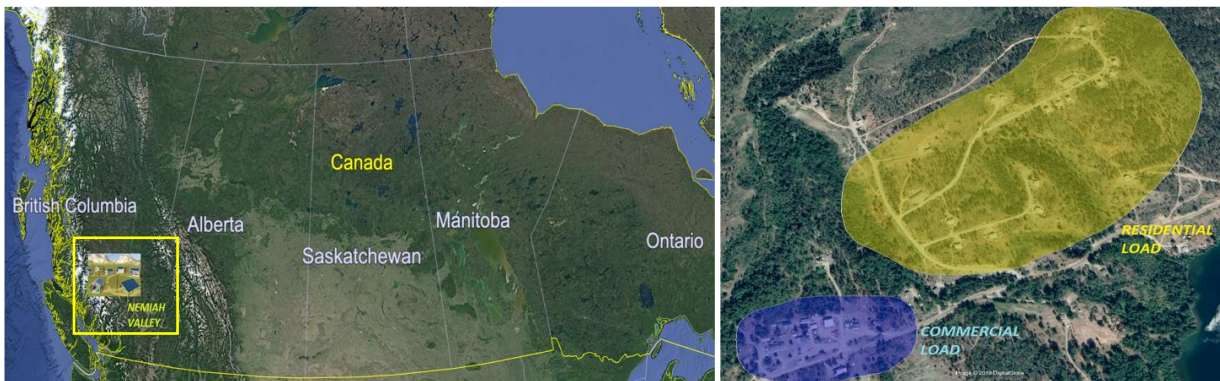 Canada
British Columbia
Alberta
Saskatchewan
Manitoba
Ontario
NEMIAH
VALLEY
RESIDENTIAL
LOAD
COMMERCIAL
LOAD
Image © 2019 DigitalGlobe